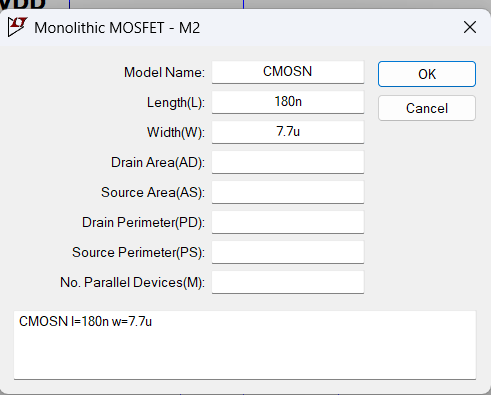 Monolithic MOSFET - M2
Model Name: CMOSN OK
Length(L): 180n Cancel
Width(W): 7.7u
Drain Area(AD):
Source Area(AS):
Drain Perimeter(PD):
Source Perimeter(PS):
No. Parallel Devices(M):
CMOSN l=180n w=7.7u